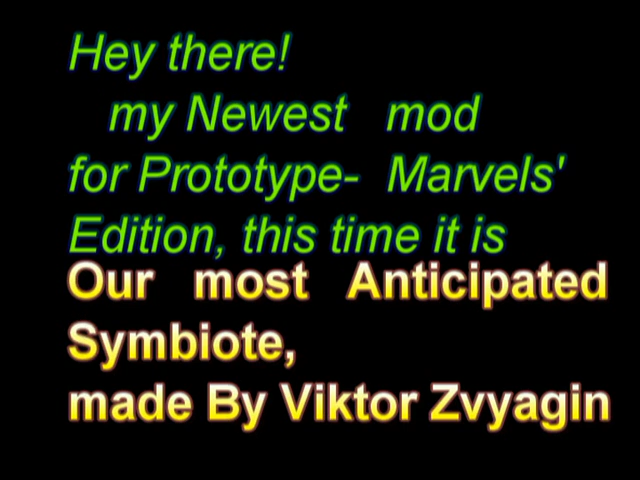 Hey there!
my Newest mod
for Prototype- Marvels'
Edition, this time it is
Our most Anticipated
Symbiote,
made By Viktor Zvyagin